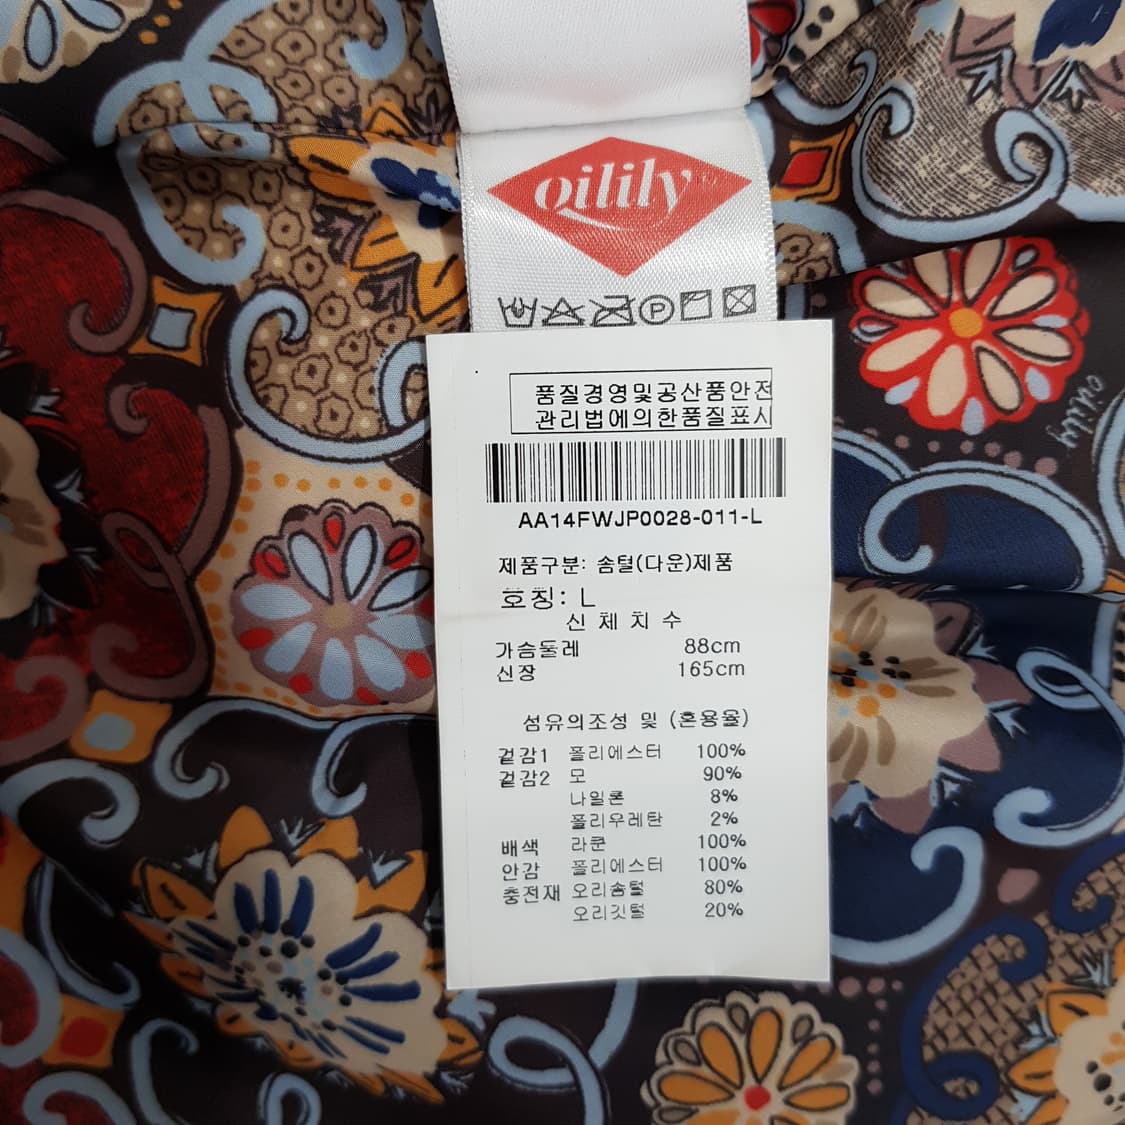 Oilily
P
품질경영및공산품안전
관리법에의한품질표시
AA14FWJP0028-011-L
제품구분: 솜털(다운)제품
호칭: L
신 체 치 수
가슴둘레 88cm
신장 165cm
섬유의조성 및 (혼용율)
겉감1 폴리에스터 100%
겉감2 모 90%
나일론 8%
폴리우레탄 2%
배색 라쿤 100%
안감 폴리에스터 100%
충전재 오리솜털 80%
오리깃털 20%
oilily